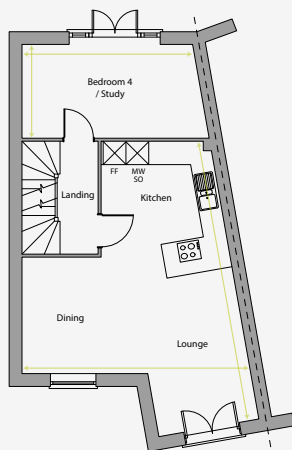 Bedroom 4
/ Study
FF
MW
SO
Landing
Kitchen
Dining
Lounge